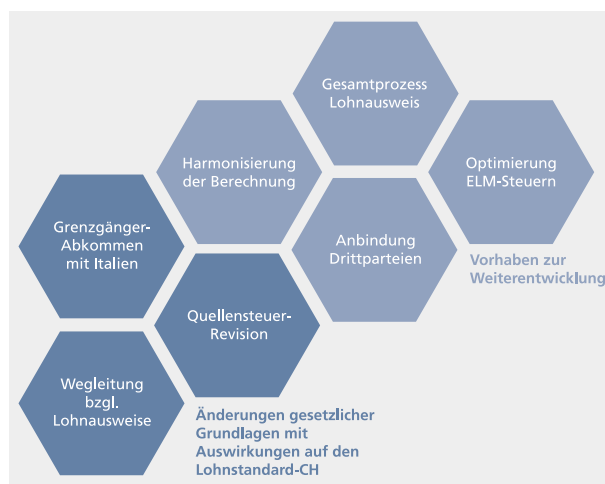 Gesamtprozess
Lohnausweis
Harmonisierung
der Berechnung
Optimierung
ELM-Steuern
Grenzgänger-
Abkommen
mit Italien
Anbindung
Drittparteien
Vorhaben zur
Weiterentwicklung
Quellensteuer-
Revision
Wegleitung
bzgl.
Lohnausweise
Änderungen gesetzlicher
Grundlagen mit
Auswirkungen auf den
Lohnstandard-CH